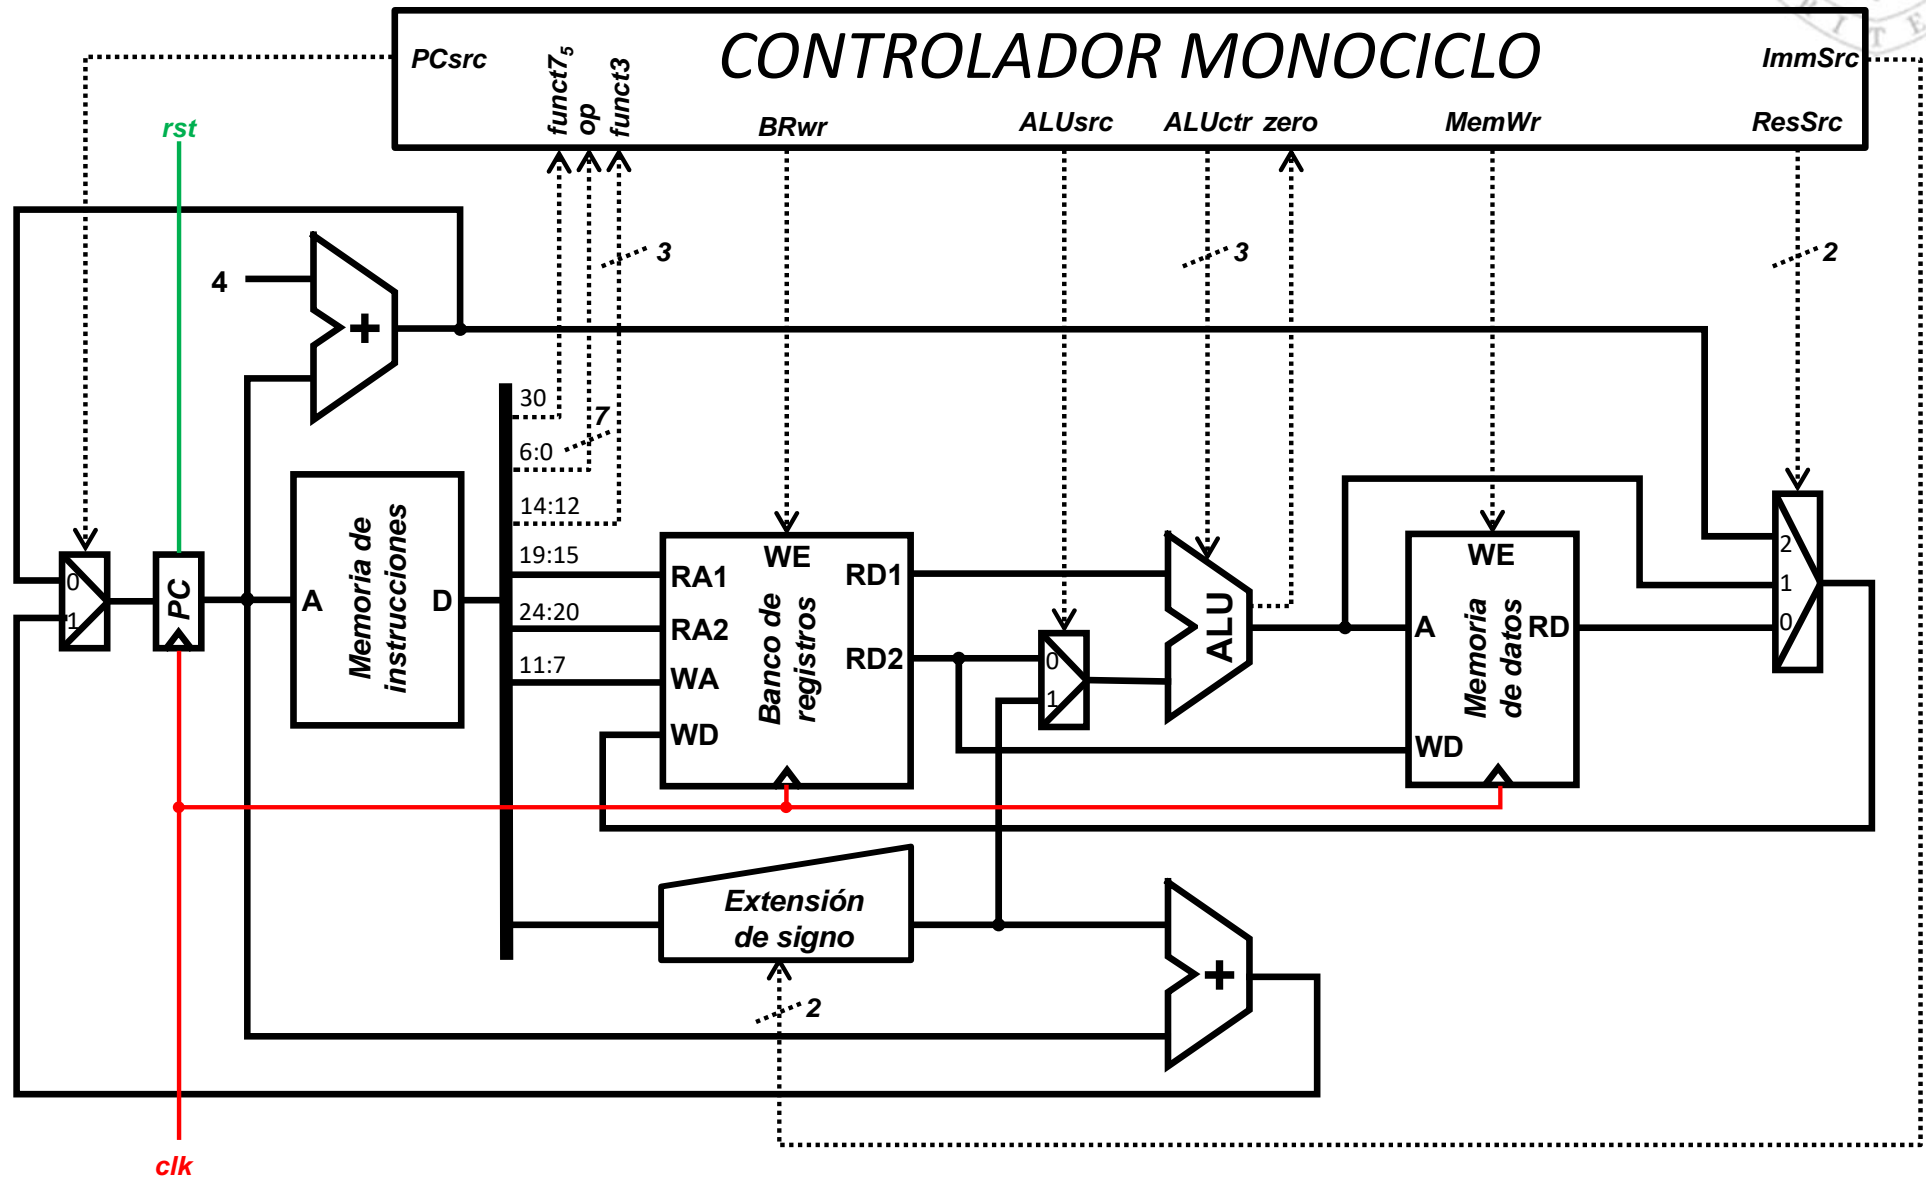 CONTROLADOR MONOCICLO
PCsrc
funct7₅
op
funct3
BRwr
ALUsrc
ALUctr
zero
MemWr
ImmSrc
ResSrc
rst
3
3
2
4
+
30
7
6:0
14:12
19:15
24:20
11:7
0
1
PC
A
Memoria de
instrucciones
D
RA1
RA2
WA
WD
WE
Banco de
registros
RD1
RD2
0
1
ALU
WE
A
Memoria
de datos
RD
WD
2
1
0
Extensión
de signo
+
2
clk